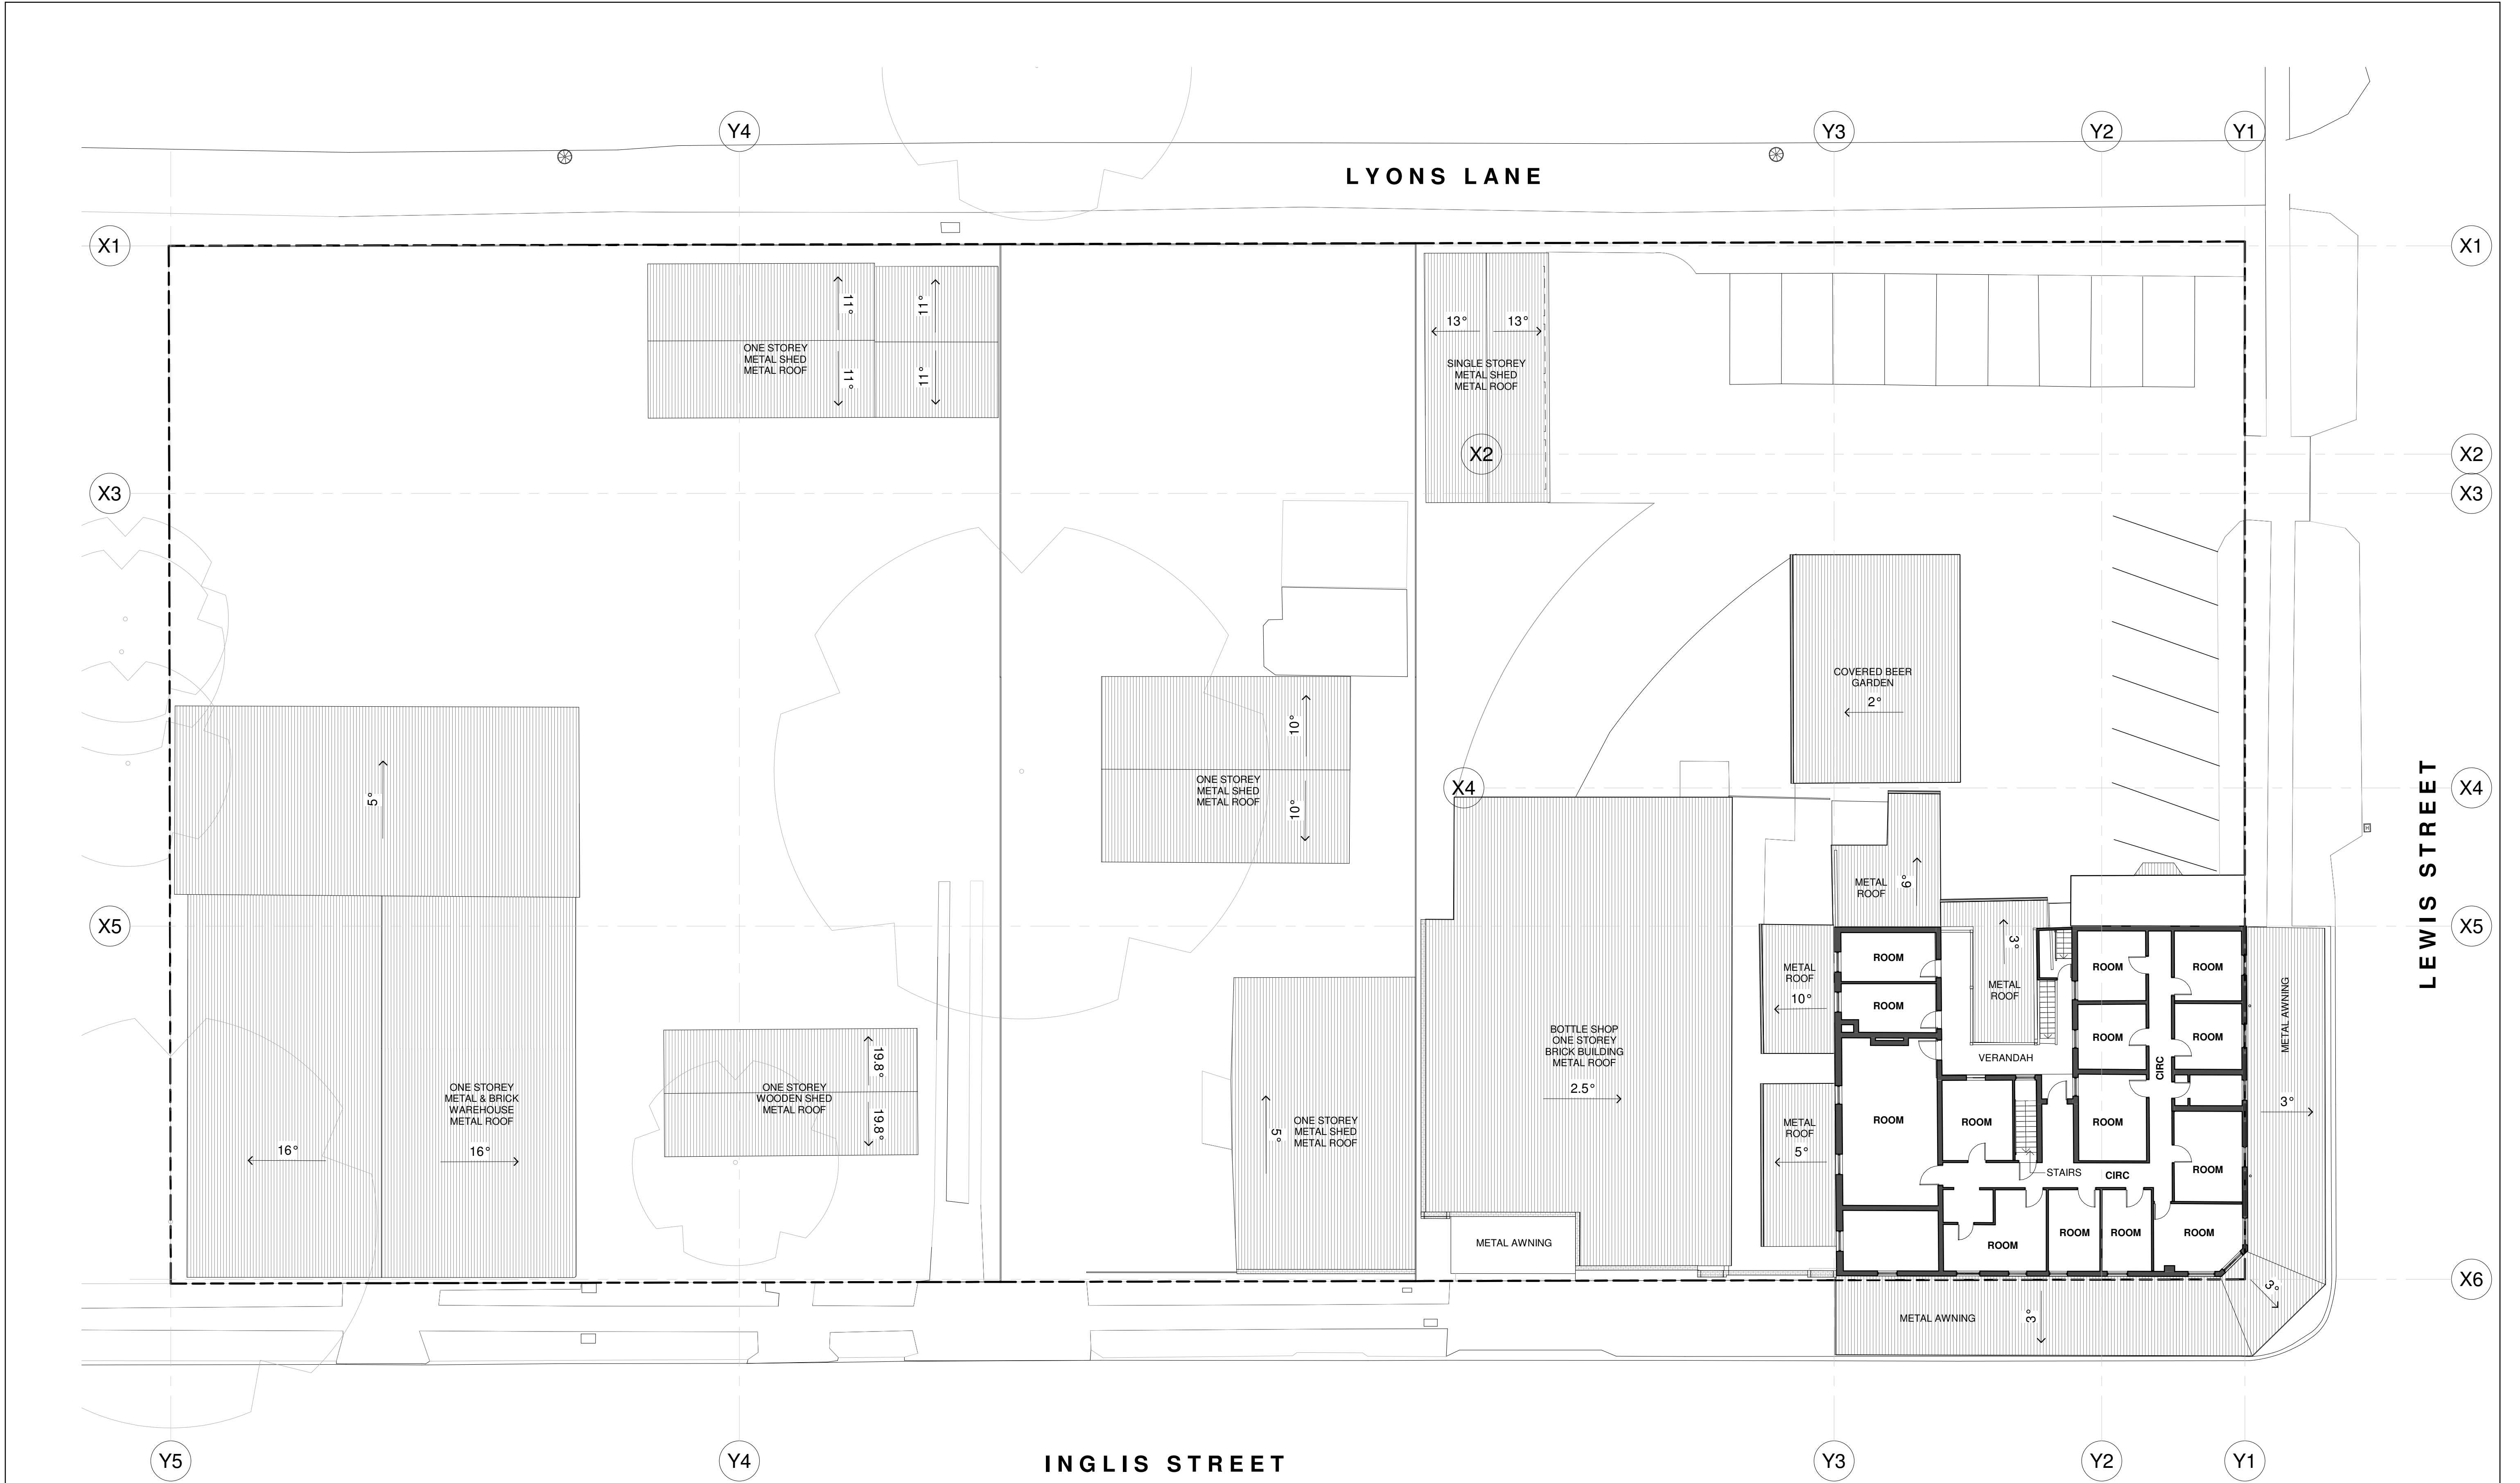 Y4
Y3
Y2
Y1
LYONS LANE
X1
X1
11°
11°
11°
11°
ONE STOREY
METAL SHED
METAL ROOF
13°
13°
SINGLE STOREY
METAL SHED
METAL ROOF
X2
X2
X3
X3
COVERED BEER
GARDEN
2°
10°
ONE STOREY
METAL SHED
METAL ROOF
10°
5°
X4
X4
LEWIS STREET
METAL
ROOF
6°
X5
X5
3°
METAL
ROOF
METAL
ROOF
10°
ROOM
ROOM
ROOM
ROOM
ROOM
ROOM
METAL AWNING
BOTTLE SHOP
ONE STOREY
BRICK BUILDING
METAL ROOF
2.5°
VERANDAH
CIRC
3°
ONE STOREY
METAL & BRICK
WAREHOUSE
METAL ROOF
16°
16°
19.8°
ONE STOREY
WOODEN SHED
METAL ROOF
19.8°
5°
ONE STOREY
METAL SHED
METAL ROOF
METAL
ROOF
5°
ROOM
ROOM
ROOM
ROOM
STAIRS
CIRC
ROOM
ROOM
ROOM
ROOM
METAL AWNING
X6
3°
METAL AWNING
3°
Y5
Y4
INGLIS STREET
Y3
Y2
Y1